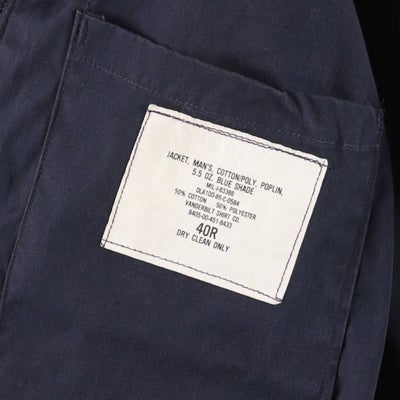 JACKET, MAN'S, COTTON/POLY, POPLIN,
5.5 OZ. BLUE SHADE
MIL-J-83388
DLA100-85-C-0584
50% COTTON 50% POLYESTER
VANDERBILT SHIRT CO.
8405-00-451-8433
40R
DRY CLEAN ONLY